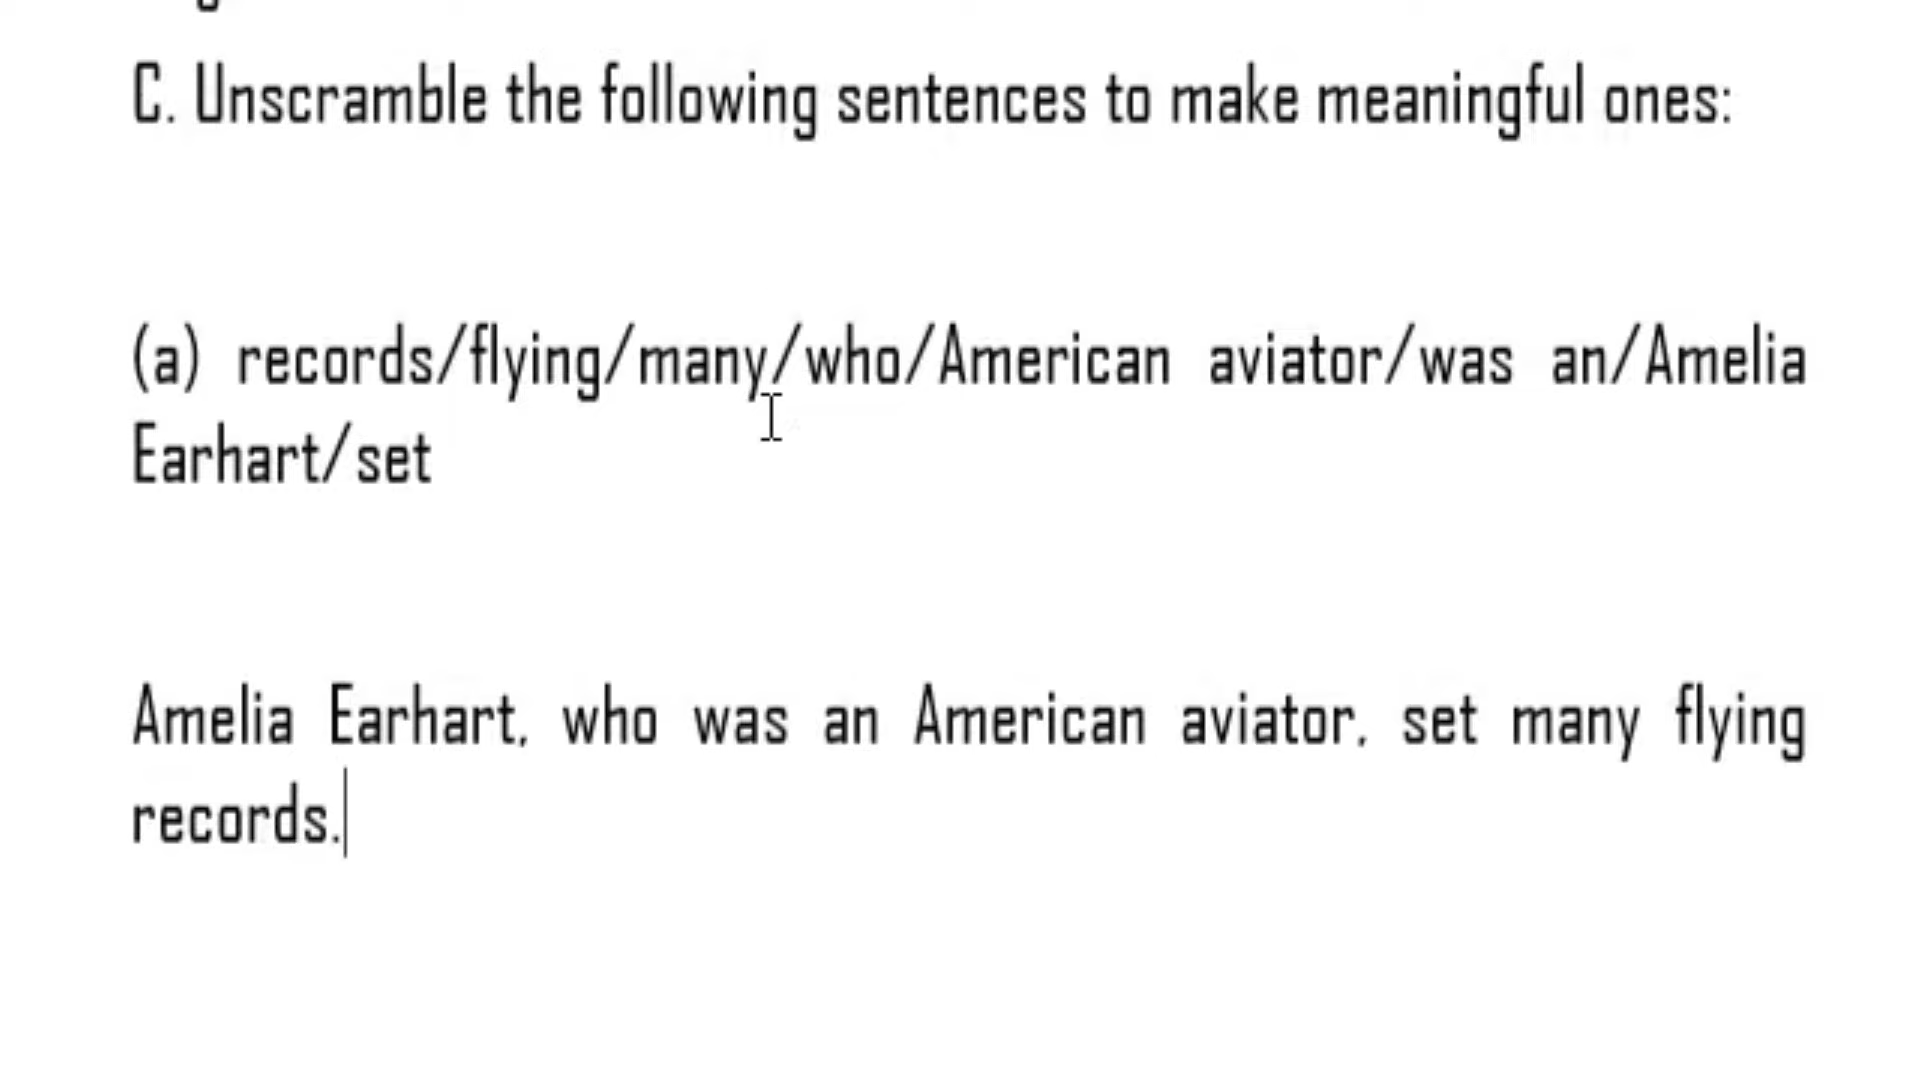 C. Unscramble the following sentences to make meaningful ones:
(a) records/flying/many/who/American aviator/was an/Amelia
Earhart/set
Amelia Earhart, who was an American aviator, set many flying
records.